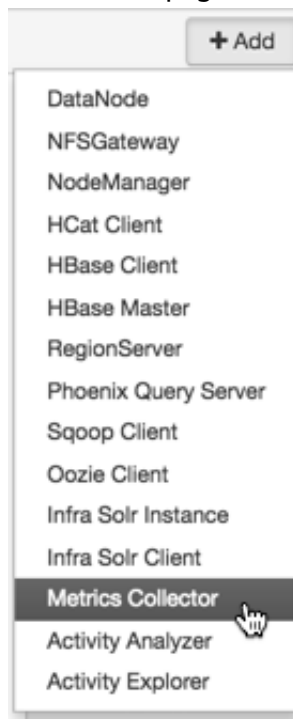 + Add
DataNode
NFSGateway
NodeManager
HCat Client
HBase Client
HBase Master
RegionServer
Phoenix Query Server
Sqoop Client
Oozie Client
Infra Solr Instance
Infra Solr Client
Metrics Collector
Activity Analyzer
Activity Explorer